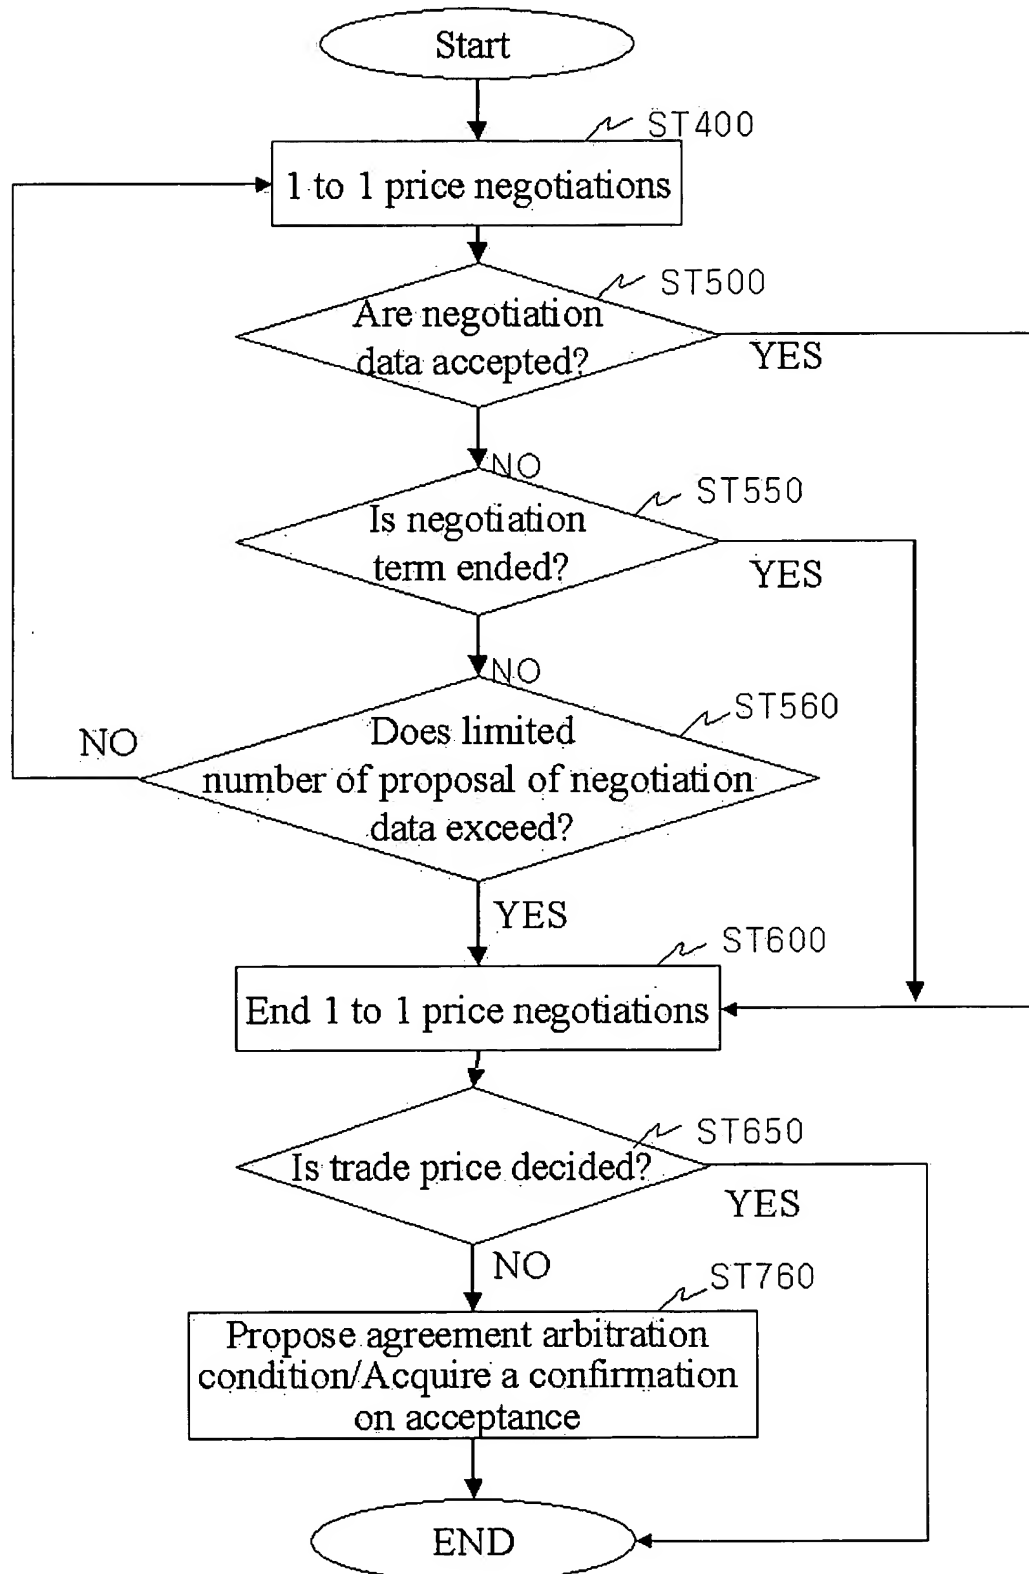 Start
ST400
1 to 1 price negotiations
ST500
Are negotiation
data accepted?
YES
NO
ST550
Is negotiation
term ended?
YES
NO
ST560
Does limited
NO
number of proposal of negotiation
data exceed?
YES
ST600
End 1 to 1 price negotiations
ST650
Is trade price decided?
YES
NO
ST760
Propose agreement arbitration
condition/Acquire a confirmation
on acceptance
END